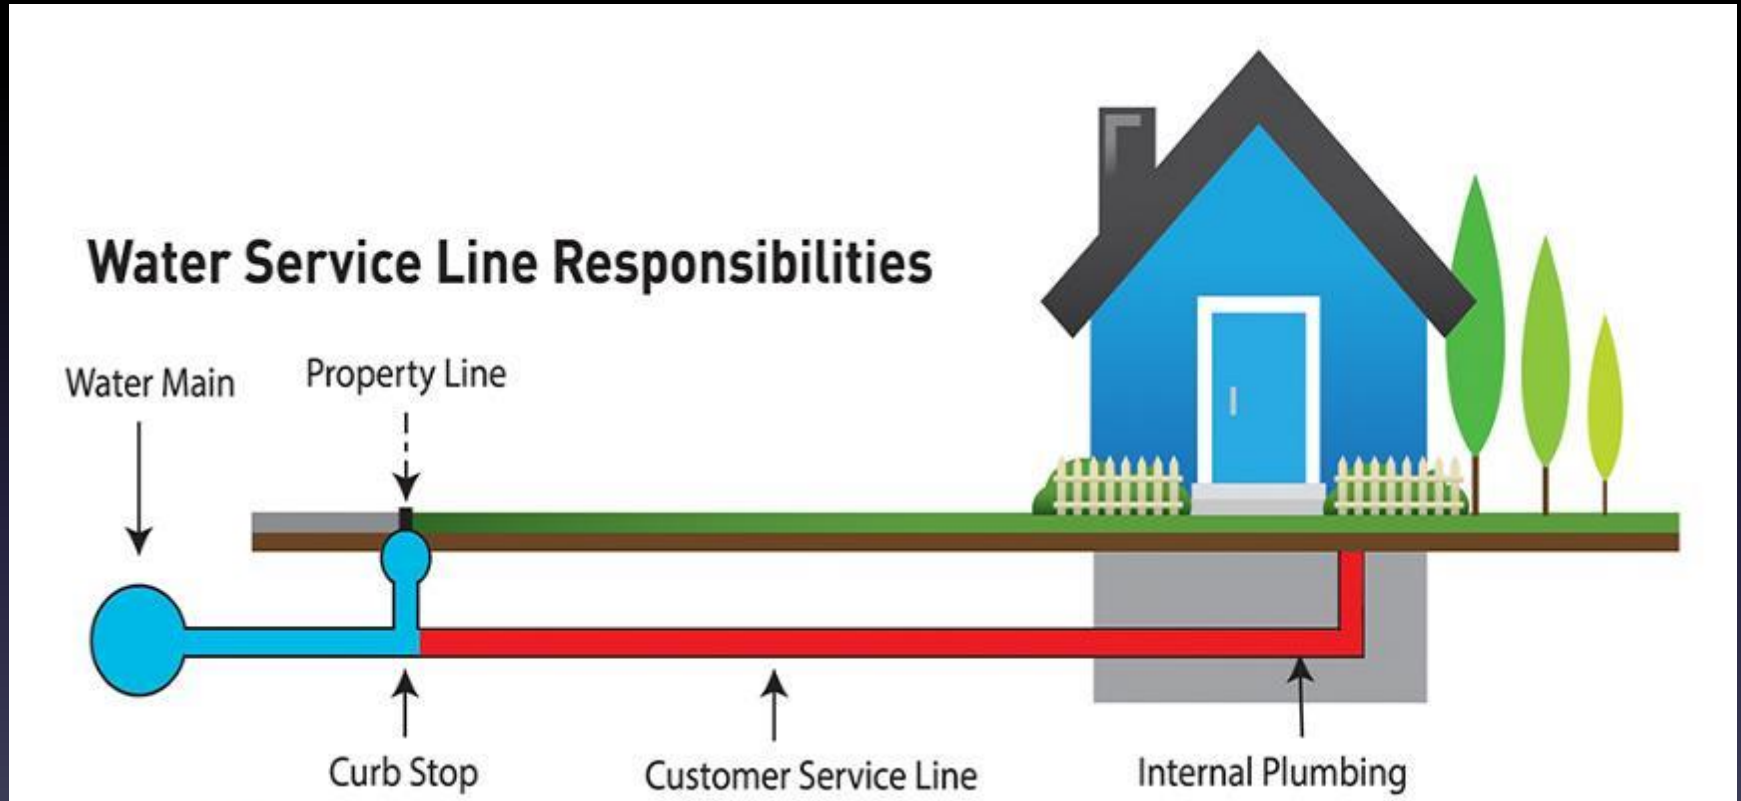 Water Service Line Responsibilities
Water Main
Property Line
Curb Stop
Customer Service Line
Internal Plumbing